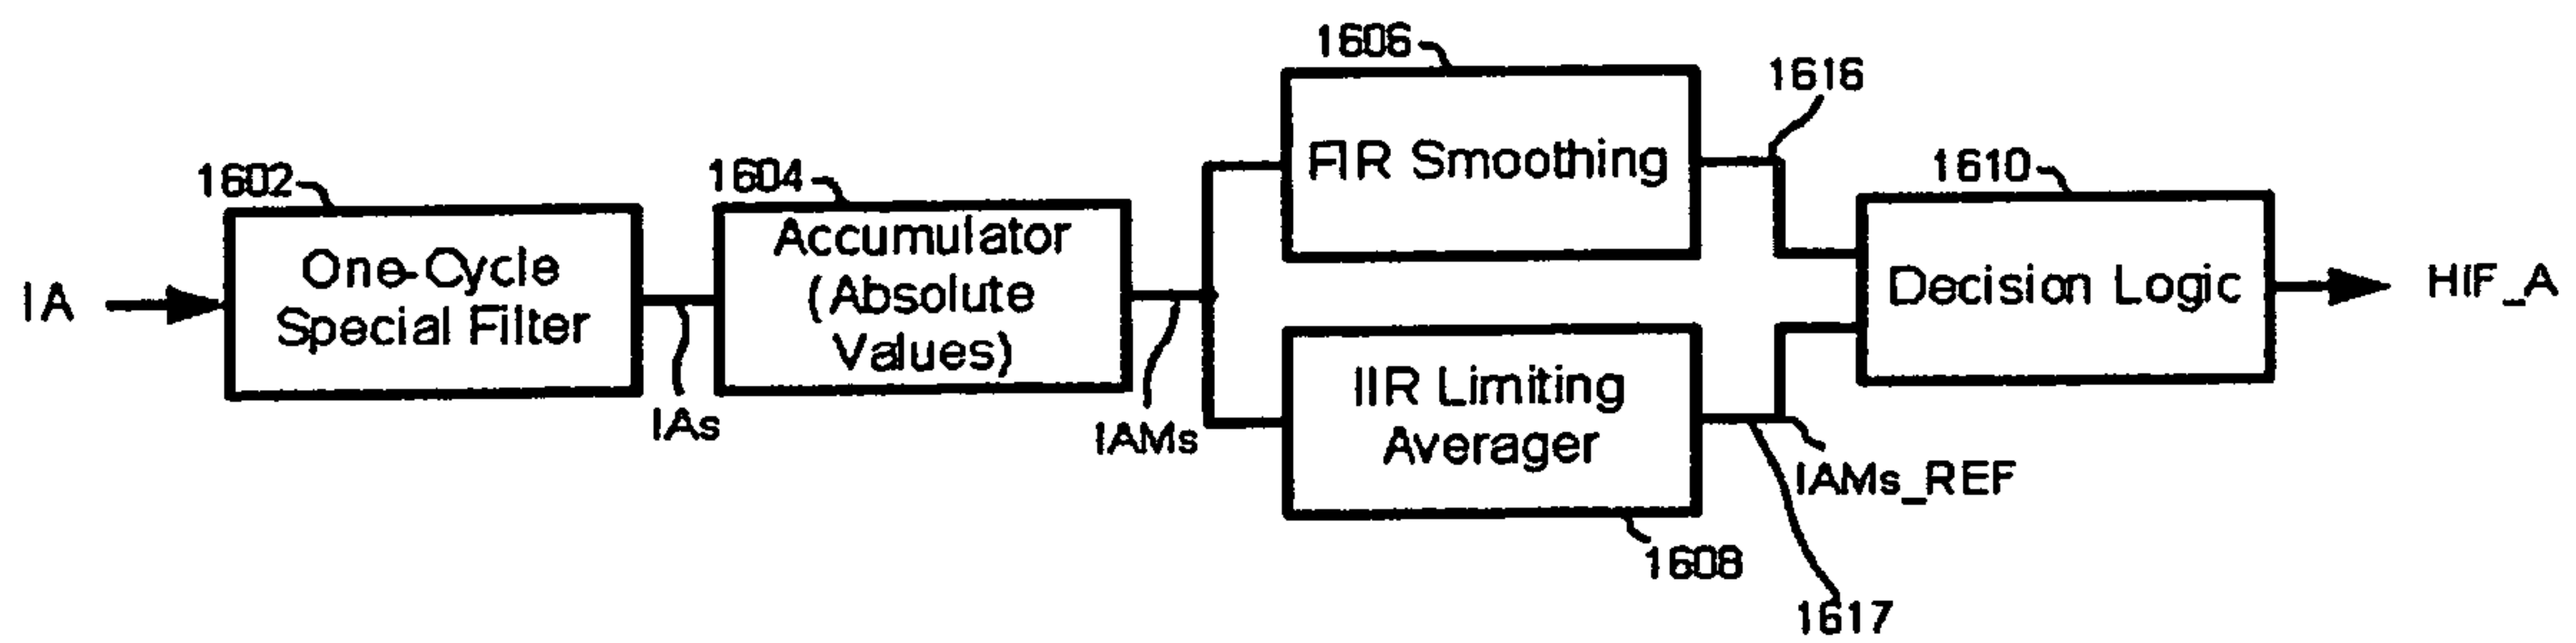 1606
1616
1602
1604
1610
FIR Smoothing
Accumulator
(Absolute
Values)
One-Cycle
Special Filter
IA
Decision Logic
HIF_A
IAs
IAMs
IIR Limiting
Averager
IAMs_REF
1608
1617